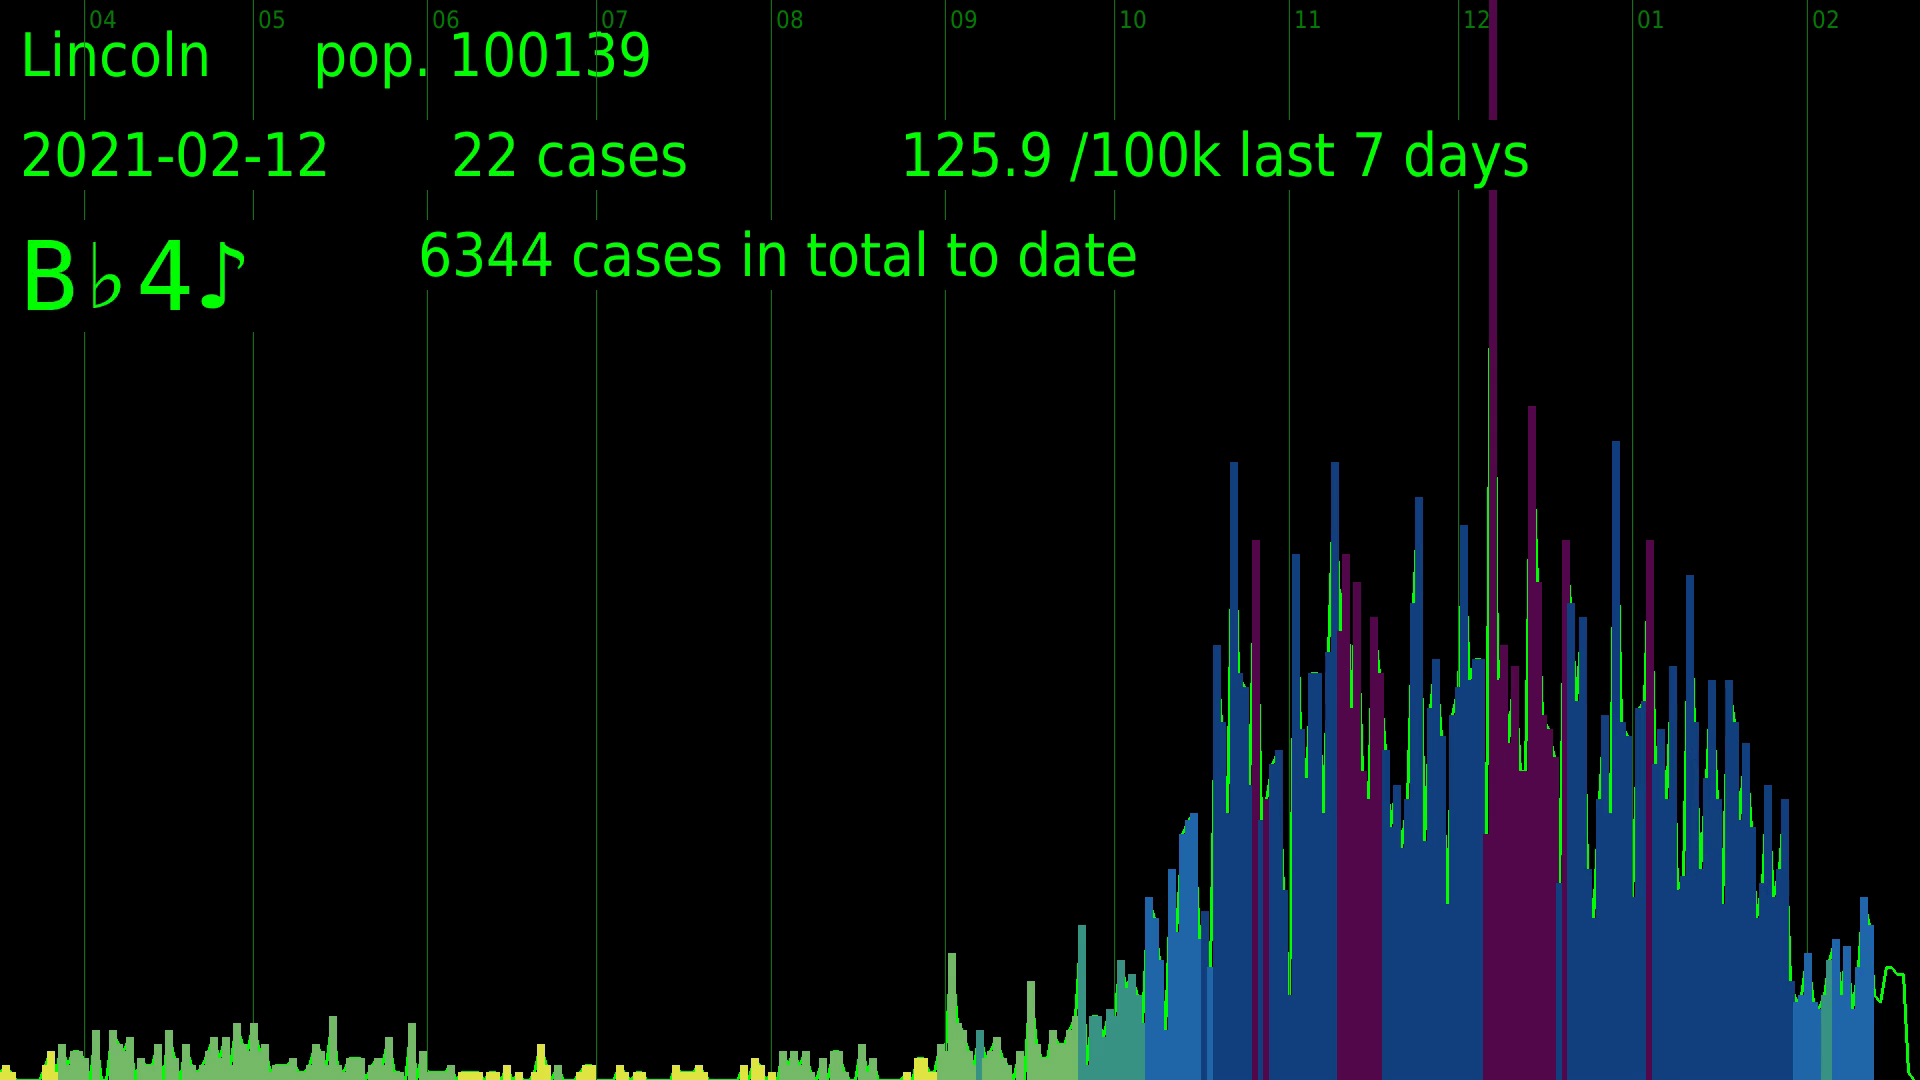 04 05 06 07 08 09 10 11 12 01 02
Lincoln pop. 100139
2021-02-12 22 cases 125.9 /100k last 7 days
B♭4♪ 6344 cases in total to date